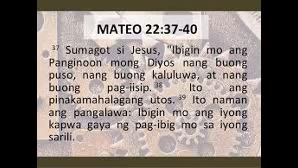 MATEO 22:37-40
37 Sumagot si Jesus, "Ibigin mo ang
Panginoon mong Diyos nang buong
puso, nang buong kaluluwa, at nang
buong pag-iisip. 38 Ito ang
pinakamahalagang utos. 39 Ito naman
ang pangalawa: Ibigin mo ang iyong
kapwa gaya ng pag-ibig mo sa iyong
sarili.